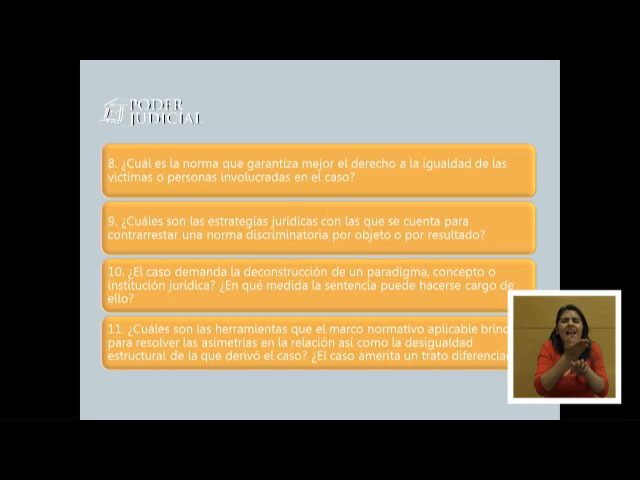 PODER
JUDICIAL
8. ¿Cuál es la norma que garantiza mejor el derecho a la igualdad de las
víctimas o personas involucradas en el caso?
9. ¿Cuáles son las estrategias jurídicas con las que se cuenta para
contrarrestar una norma discriminatoria por objeto o por resultado?
10. ¿El caso demanda la deconstrucción de un paradigma, concepto o
institución jurídica? ¿En qué medida la sentencia puede hacerse cargo de
ello?
11. ¿Cuáles son las herramientas que el marco normativo aplicable
para resolver las asimetrías en la relación así como la desigualdad
estructural de la que derivó el caso? ¿El caso amerita un trato